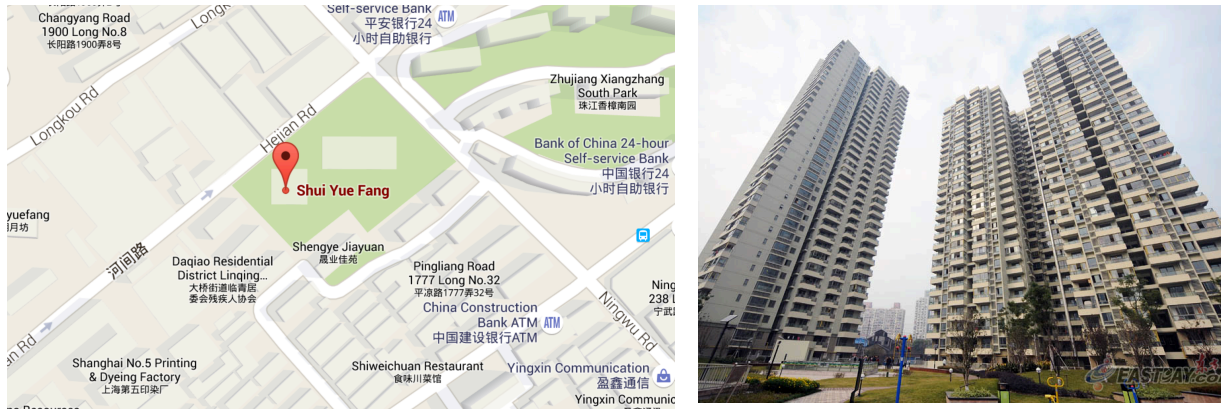 Changyang Road
1900 Long No.8
长阳路1900弄8号
Self-service Bank
平安银行24
小时自助银行
ATM
Longkou Rd
Hejian Rd
Zhujiang Xiangzhang
South Park
珠江香樟南园
Bank of China 24-hour
Self-service Bank
中国银行24
小时自助银行
Shui Yue Fang
yuefang
月坊
河间路
Daqiao Residential
District Linqing...
大桥街道临青居
委会残疾人协会
Shengye Jiayuan
晟业佳苑
Pingliang Road
1777 Long No.32
平凉路1777弄32号
China Construction
Bank ATM
中国建设银行ATM
ATM
Ningwu Rd
Ning
238 L
宁武
an Rd
Shanghai No.5 Printing
& Dyeing Factory
上海第五印染厂
Shiweichuan Restaurant
食味川菜馆
Yingxin Communication
盈鑫通信
Yingxin Communic
EASTDAY.com